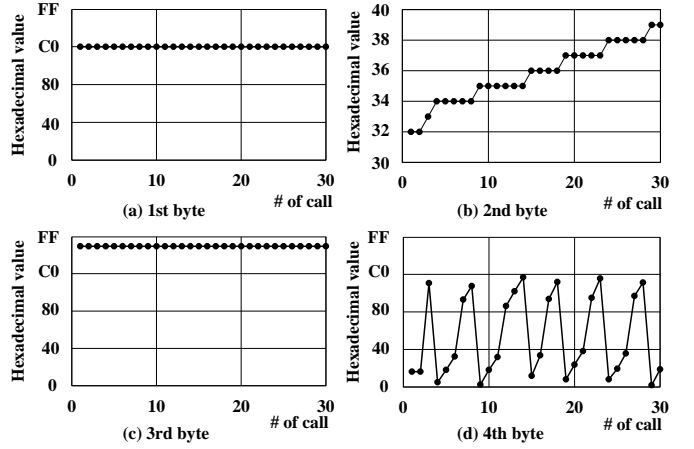 Hexadecimal value
FF
C0
80
40
0
0
10
20
30
# of call
(a) 1st byte
Hexadecimal value
40
38
36
34
32
30
0
10
20
30
# of call
(b) 2nd byte
Hexadecimal value
FF
C0
80
40
0
0
10
20
30
# of call
(c) 3rd byte
Hexadecimal value
FF
C0
80
40
0
0
10
20
30
# of call
(d) 4th byte